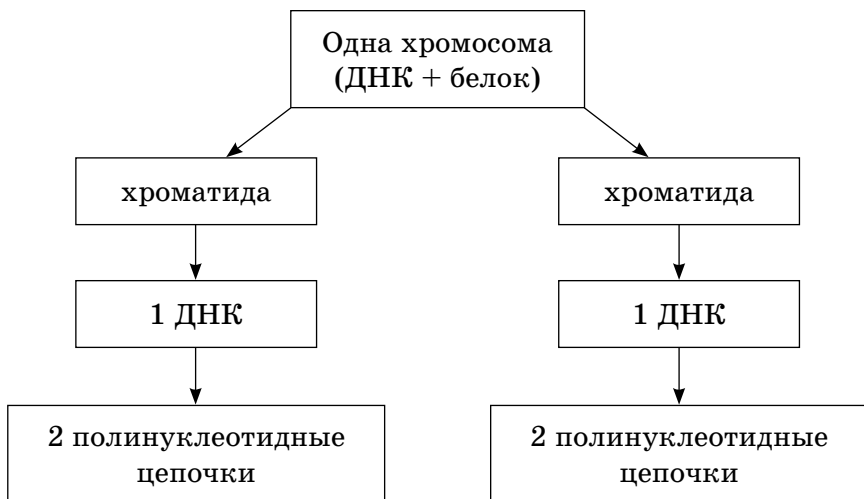 Одна хромосома
(ДНК + белок)
хроматида
хроматида
1 ДНК
1 ДНК
2 полинуклеотидные
цепочки
2 полинуклеотидные
цепочки